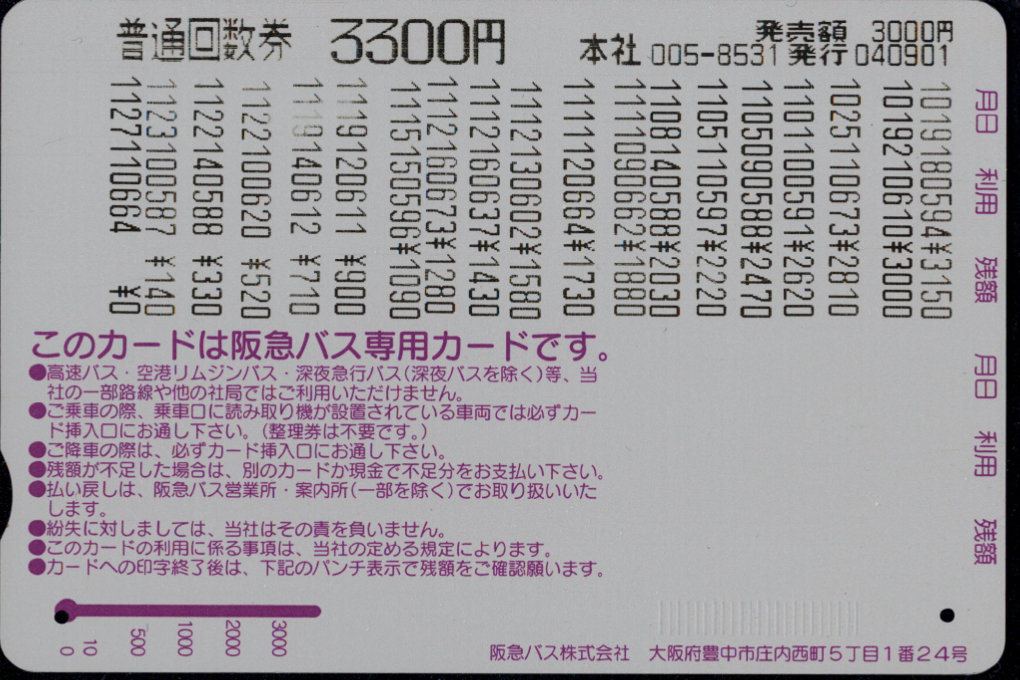 普通回数券 3300円 本社 発売額 3000円
005-8531 発行 040901
月日 利用 残額 月日 利用 残額
1019180594¥3150
1019210610¥3000
1025110673¥2810
1101100591¥2620
1105090588¥2470
1105110597¥2220
1108140588¥2030
1111090662¥1880
1111120664¥1730
1112130602¥1580
1112160637¥1430
1112160673¥1280
1115150596¥1090
1119120611 ¥900
1119140612 ¥710
1122100620 ¥520
1122140588 ¥330
1123100587 ¥140
1127110664 ¥0
このカードは阪急バス専用カードです。
●高速バス・空港リムジンバス・深夜急行バス(深夜バスを除く)等、当
社の一部路線や他の社局ではご利用いただけません。
●ご乗車の際、乗車口に読み取り機が設置されている車両では必ずカー
ド挿入口にお通し下さい。(整理券は不要です。)
●ご降車の際は、必ずカード挿入口にお通し下さい。
●残額が不足した場合は、別のカードか現金で不足分をお支払い下さい。
●払い戻しは、阪急バス営業所・案内所(一部を除く)でお取り扱いいた
します。
●紛失に対しましては、当社はその責を負いません。
●このカードの利用に係る事項は、当社の定める規定によります。
●カードへの印字終了後は、下記のパンチ表示で残額をご確認願います。
0 10 500 1000 2000 3000
阪急バス株式会社 大阪府豊中市庄内西町5丁目1番24号